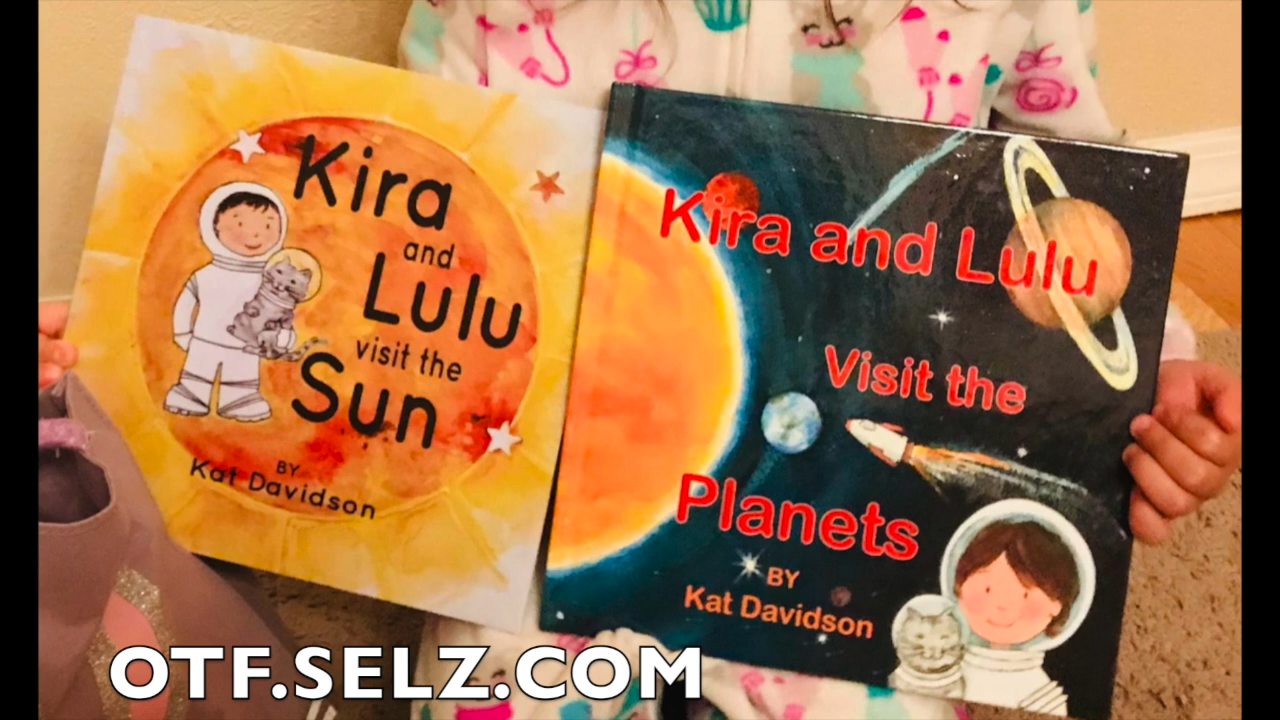 Kira
and
Lulu
visit the
Sun
BY
Kat Davidson
Kira and Lulu
Visit the
Planets
BY
Kat Davidson
OTF.SELZ.COM